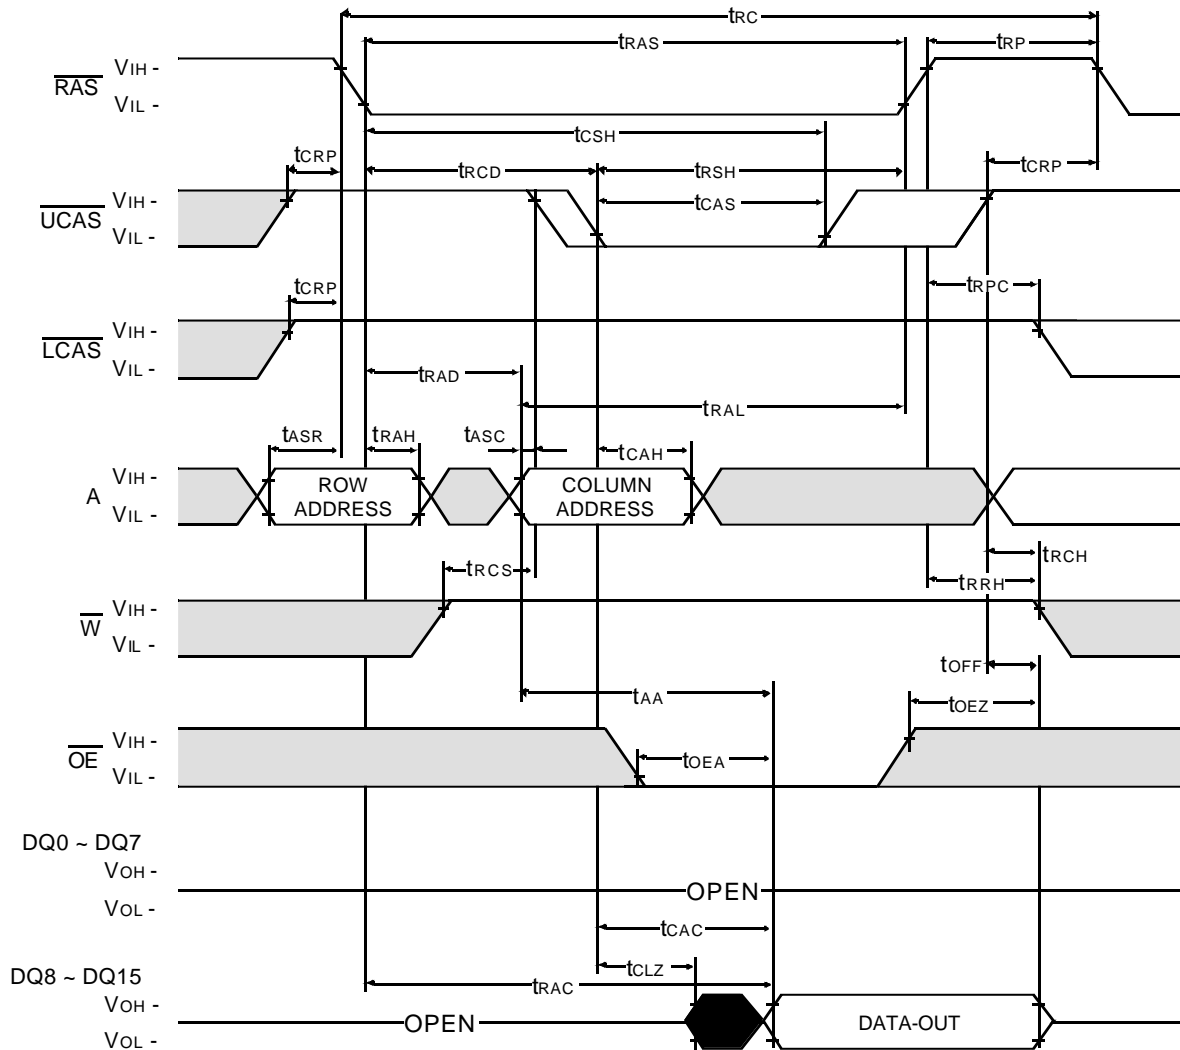 tRC
tRAS
tRP
RAS
VIH -
VIL -
tCSH
tCRP
tRCD
tRSH
tCRP
UCAS
VIH -
VIL -
tCAS
tCRP
tRPC
LCAS
VIH -
VIL -
tRAD
tRAL
tASR
tRAH
tASC
tCAH
A
VIH -
VIL -
ROW
ADDRESS
COLUMN
ADDRESS
tRCS
tRCH
tRRH
W
VIH -
VIL -
tOFF
tAA
tOEZ
OE
VIH -
VIL -
tOEA
DQ0 ~ DQ7
VOH -
VOL -
OPEN
tCAC
DQ8 ~ DQ15
tCLZ
tRAC
VOH -
VOL -
OPEN
DATA-OUT